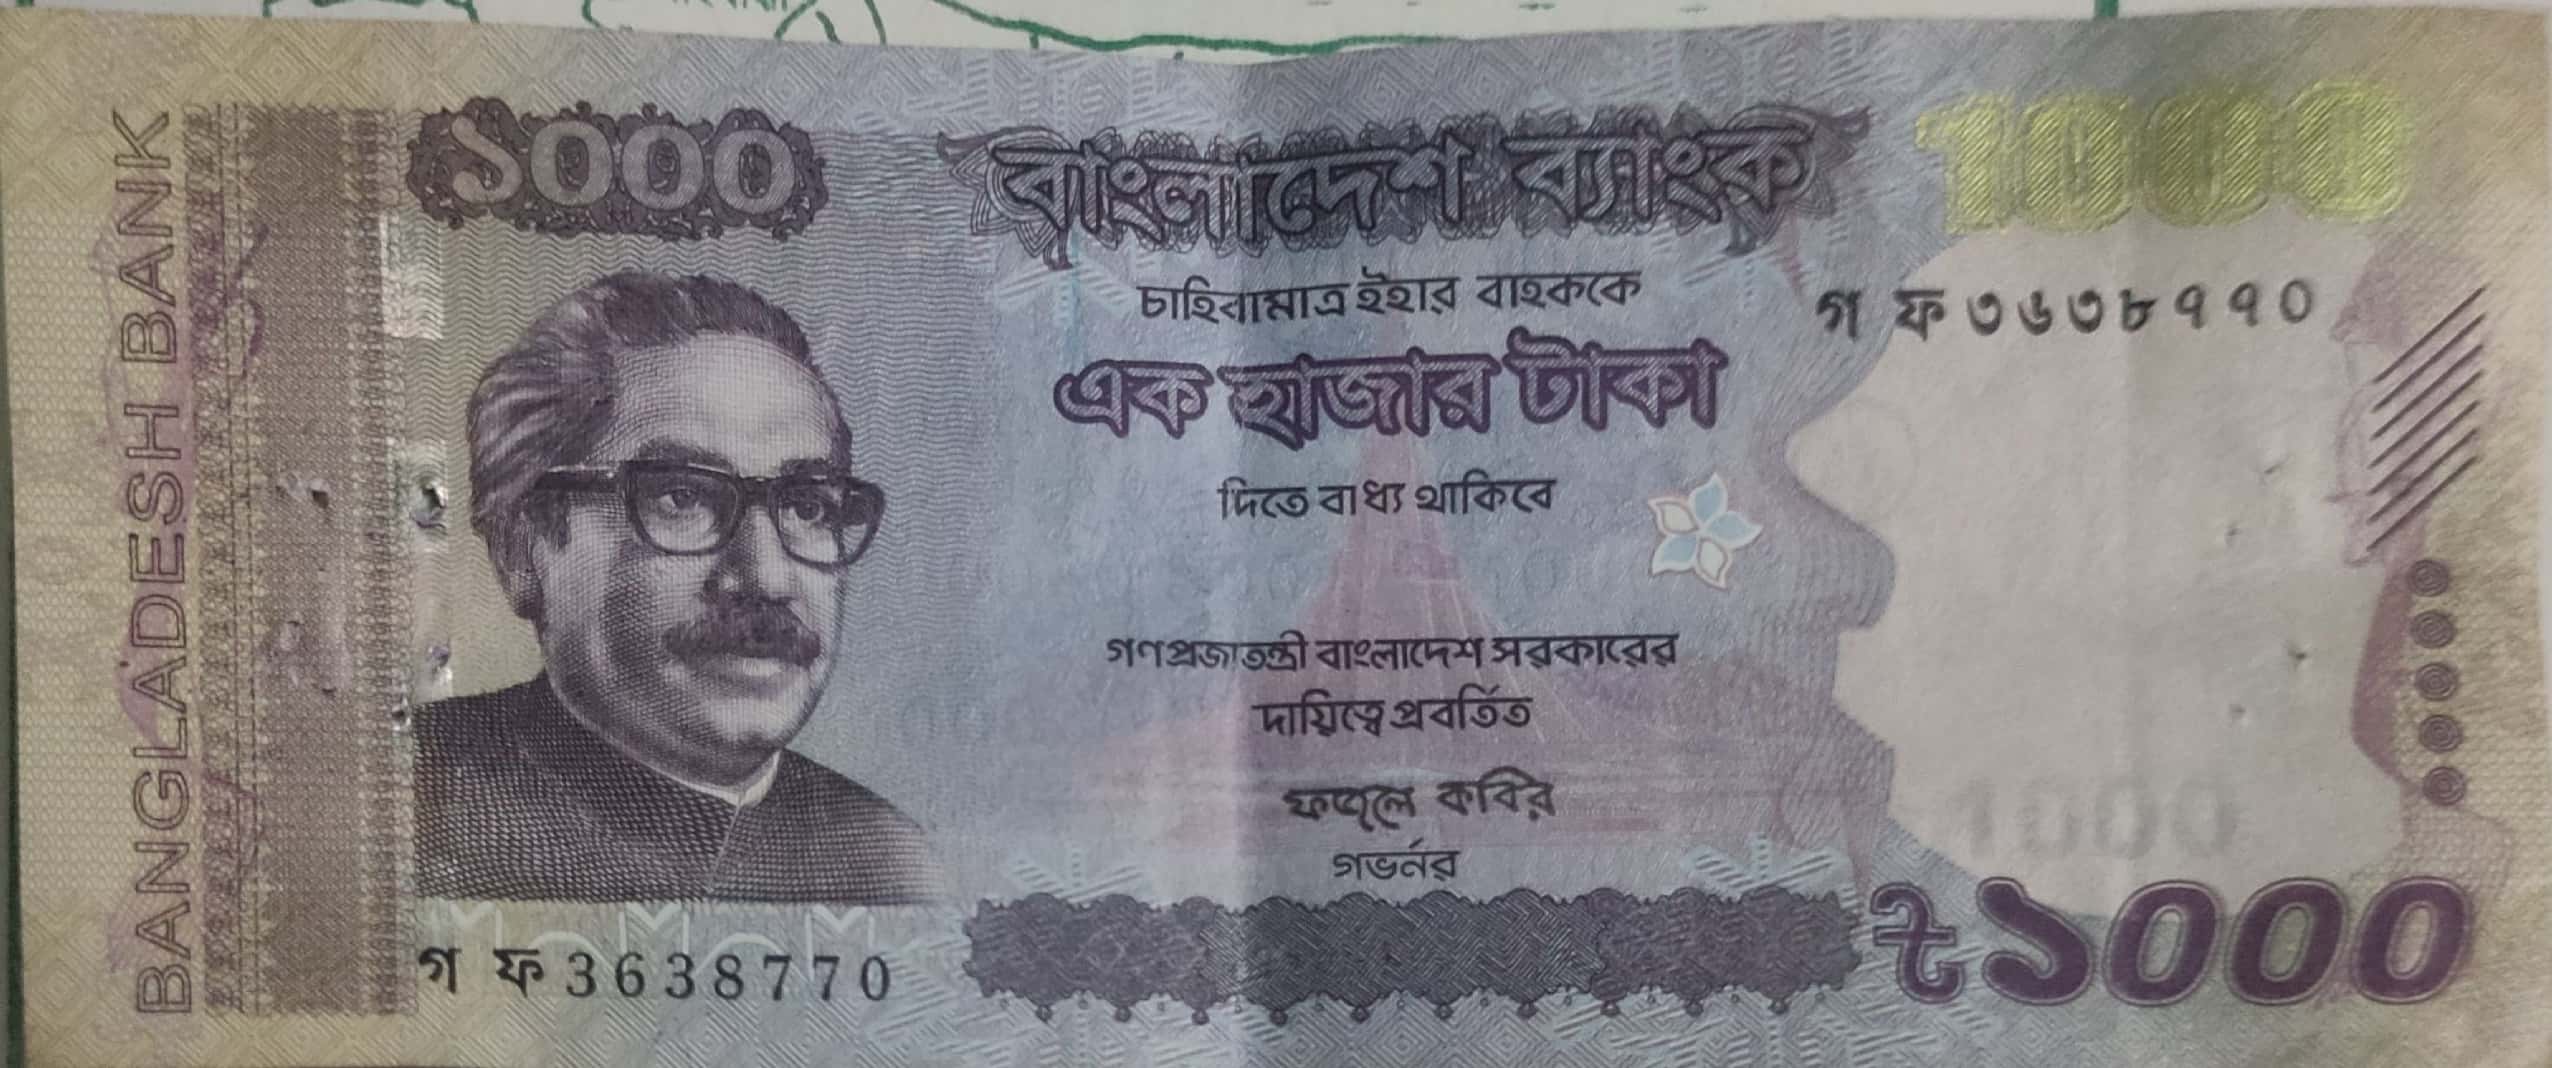 BANGLADESH BANK
১০০০
বাংলাদেশ ব্যাংক
1000
চাহিবামাত্র ইহার বাহককে
গ ফ ৩৬৩৮৭৭০
এক হাজার টাকা
দিতে বাধ্য থাকিবে
গণপ্রজাতন্ত্রী বাংলাদেশ সরকারের
দায়িত্বে প্রবর্তিত
ফজলে কবির
গভর্নর
1000
গ ফ 3638770
৳১০০০